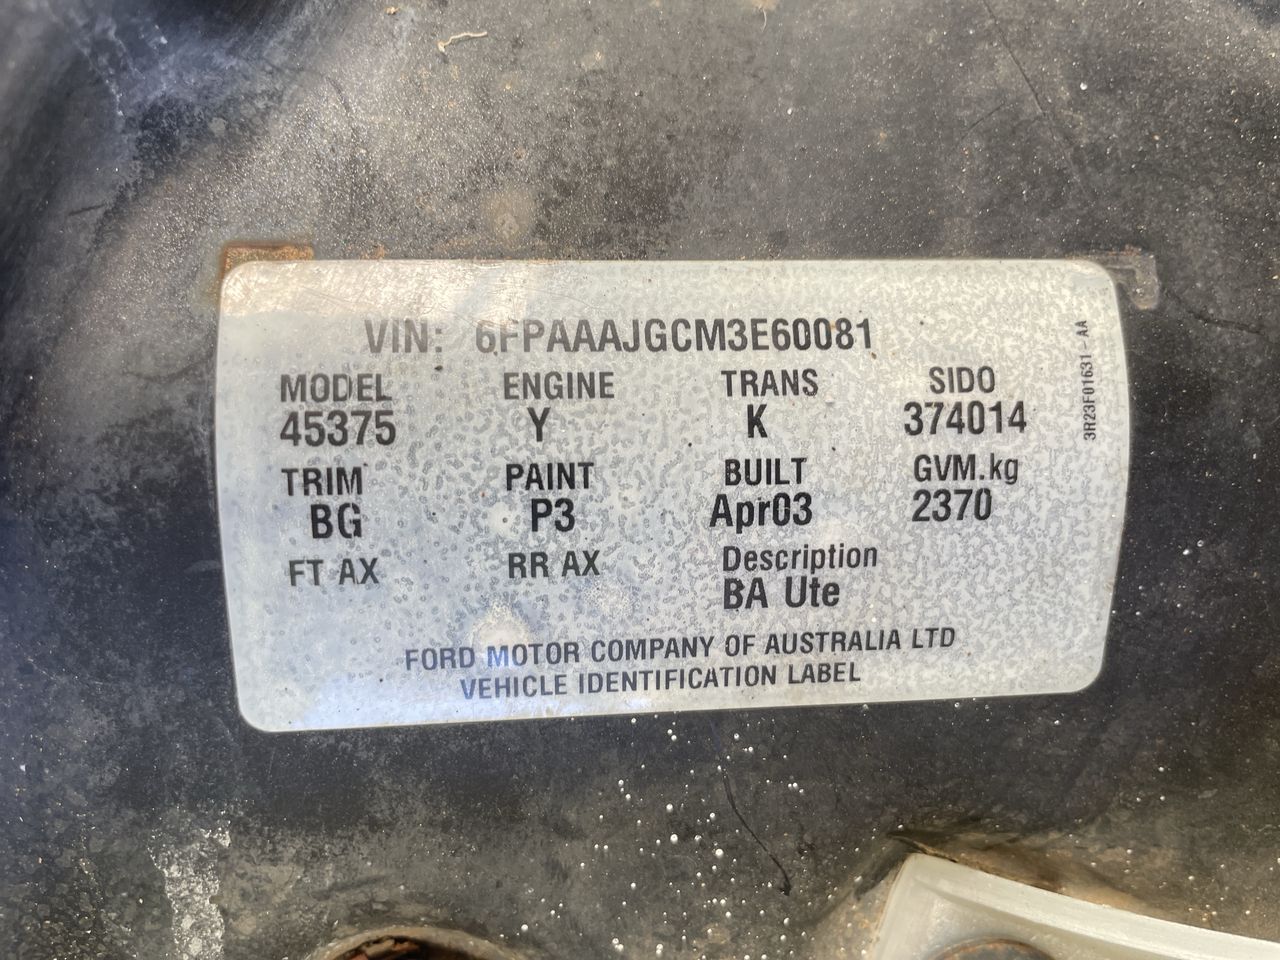 VIN: 6FPAAAJGCM3E60081
MODEL ENGINE TRANS SIDO
45375 Y K 374014
TRIM PAINT BUILT GVM.kg
BG P3 Apr03 2370
FT AX RR AX Description
BA Ute
FORD MOTOR COMPANY OF AUSTRALIA LTD
VEHICLE IDENTIFICATION LABEL
3R23F01631 - AA